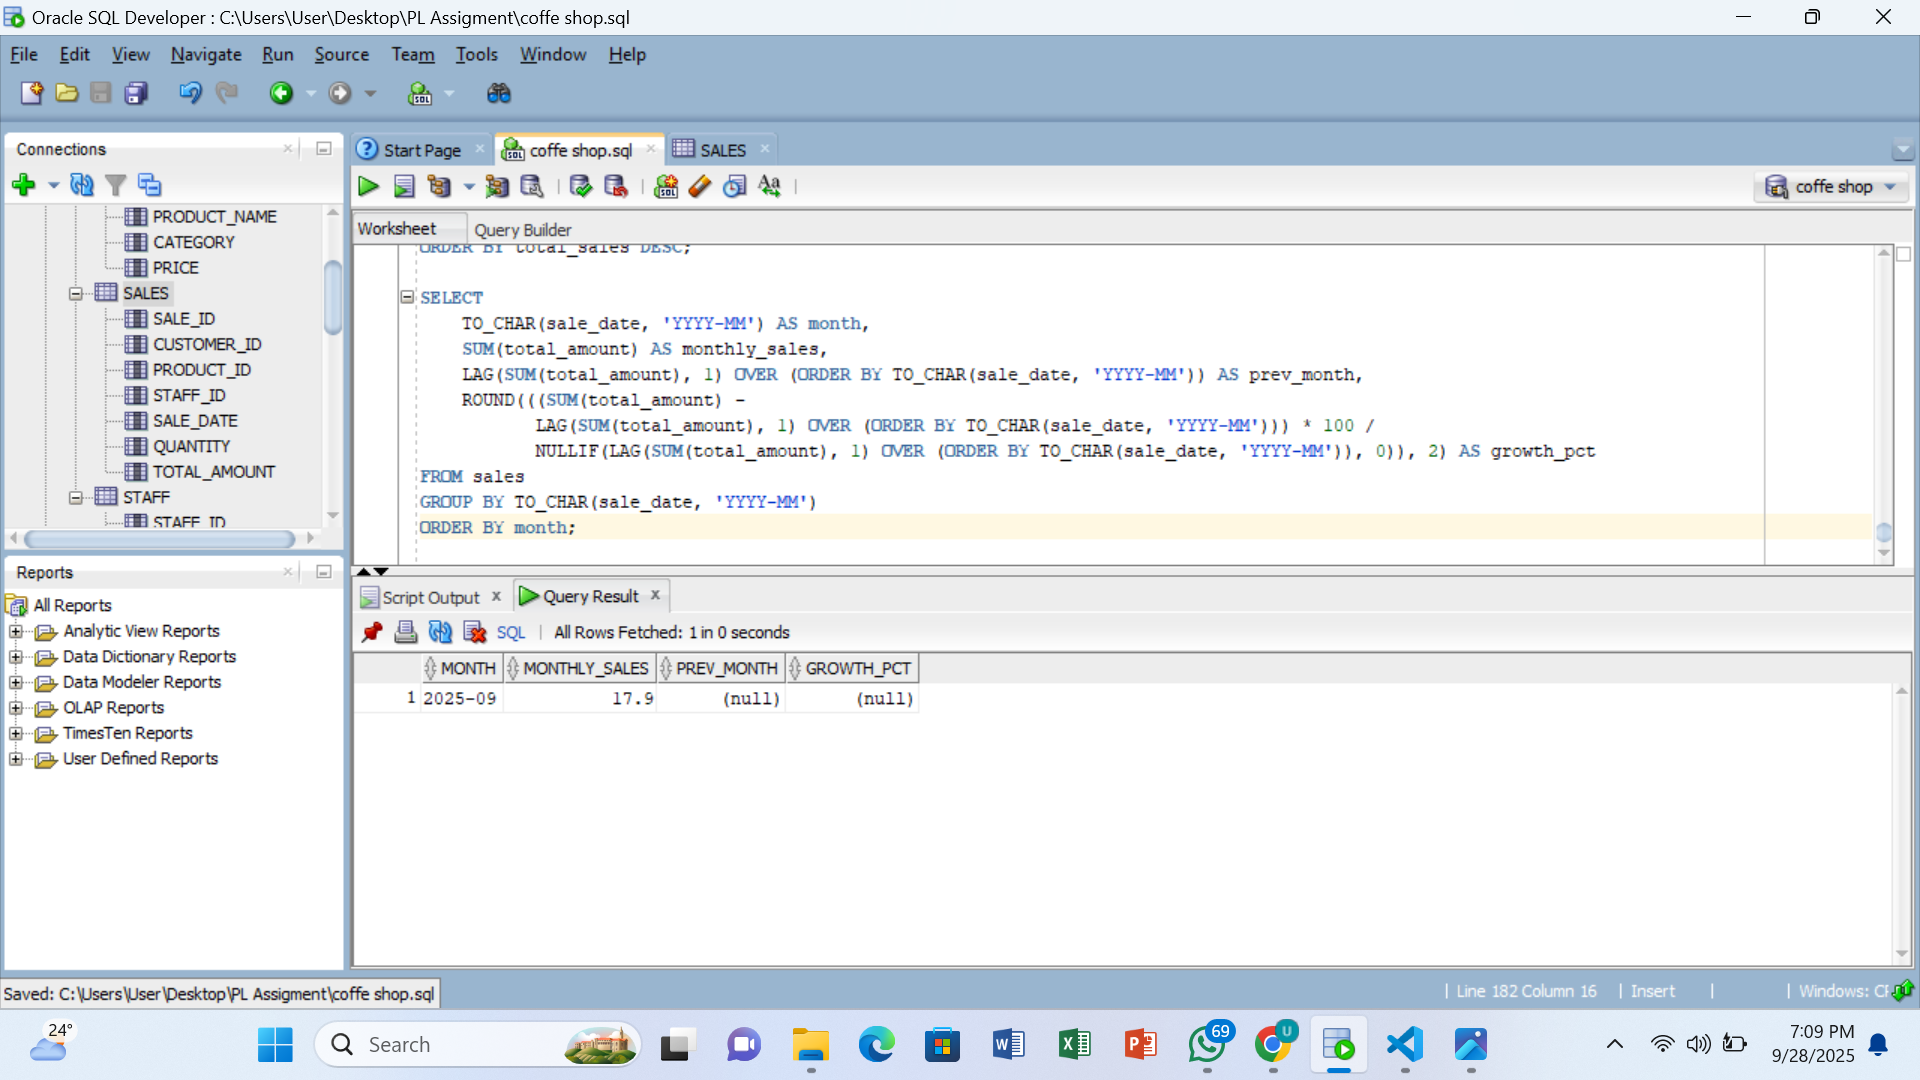 Oracle SQL Developer : C:\Users\User\Desktop\PL Assigment\coffe shop.sql
File Edit View Navigate Run Source Team Tools Window Help
Connections
PRODUCT_NAME
CATEGORY
PRICE
SALES
SALE_ID
CUSTOMER_ID
PRODUCT_ID
STAFF_ID
SALE_DATE
QUANTITY
TOTAL_AMOUNT
STAFF
STAFF_ID
Reports
All Reports
Analytic View Reports
Data Dictionary Reports
Data Modeler Reports
OLAP Reports
TimesTen Reports
User Defined Reports
Start Page coffe shop.sql SALES
coffe shop
Worksheet Query Builder
ORDER BY total_sales DESC;
SELECT
TO_CHAR(sale_date, 'YYYY-MM') AS month,
SUM(total_amount) AS monthly_sales,
LAG(SUM(total_amount), 1) OVER (ORDER BY TO_CHAR(sale_date, 'YYYY-MM')) AS prev_month,
ROUND(((SUM(total_amount) -
LAG(SUM(total_amount), 1) OVER (ORDER BY TO_CHAR(sale_date, 'YYYY-MM'))) * 100 /
NULLIF(LAG(SUM(total_amount), 1) OVER (ORDER BY TO_CHAR(sale_date, 'YYYY-MM')), 0)), 2) AS growth_pct
FROM sales
GROUP BY TO_CHAR(sale_date, 'YYYY-MM')
ORDER BY month;
Script Output Query Result
SQL All Rows Fetched: 1 in 0 seconds
MONTH MONTHLY_SALES PREV_MONTH GROWTH_PCT
1 2025-09 17.9 (null) (null)
Saved: C:\Users\User\Desktop\PL Assigment\coffe shop.sql
Line 182 Column 16 Insert Windows:
24°
Search
69
U
7:09 PM
9/28/2025